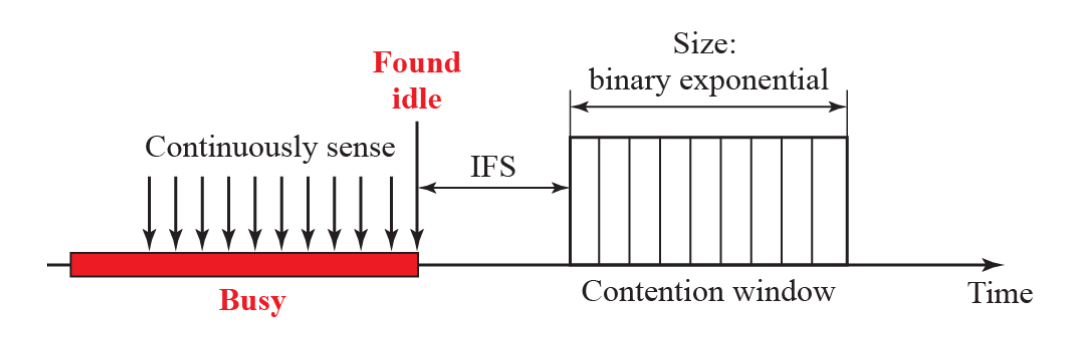 Size:
binary exponential
Found
idle
Continuously sense
IFS
Busy
Contention window
Time